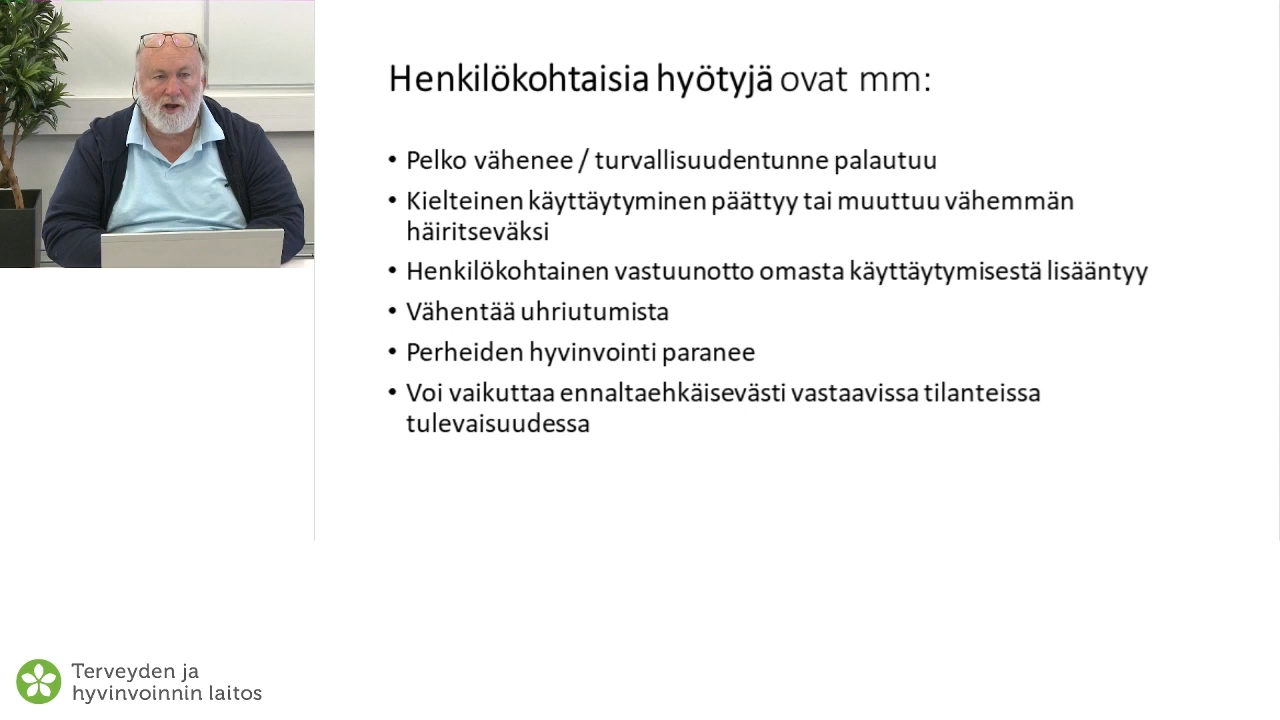 Henkilökohtaisia hyötyjä ovat mm:
• Pelko vähenee / turvallisuudentunne palautuu
• Kielteinen käyttäytyminen päättyy tai muuttuu vähemmän
häiritseväksi
• Henkilökohtainen vastuunotto omasta käyttäytymisestä lisääntyy
• Vähentää uhriutumista
• Perheiden hyvinvointi paranee
• Voi vaikuttaa ennaltaehkäisevästi vastaavissa tilanteissa
tulevaisuudessa
Terveyden ja
hyvinvoinnin laitos